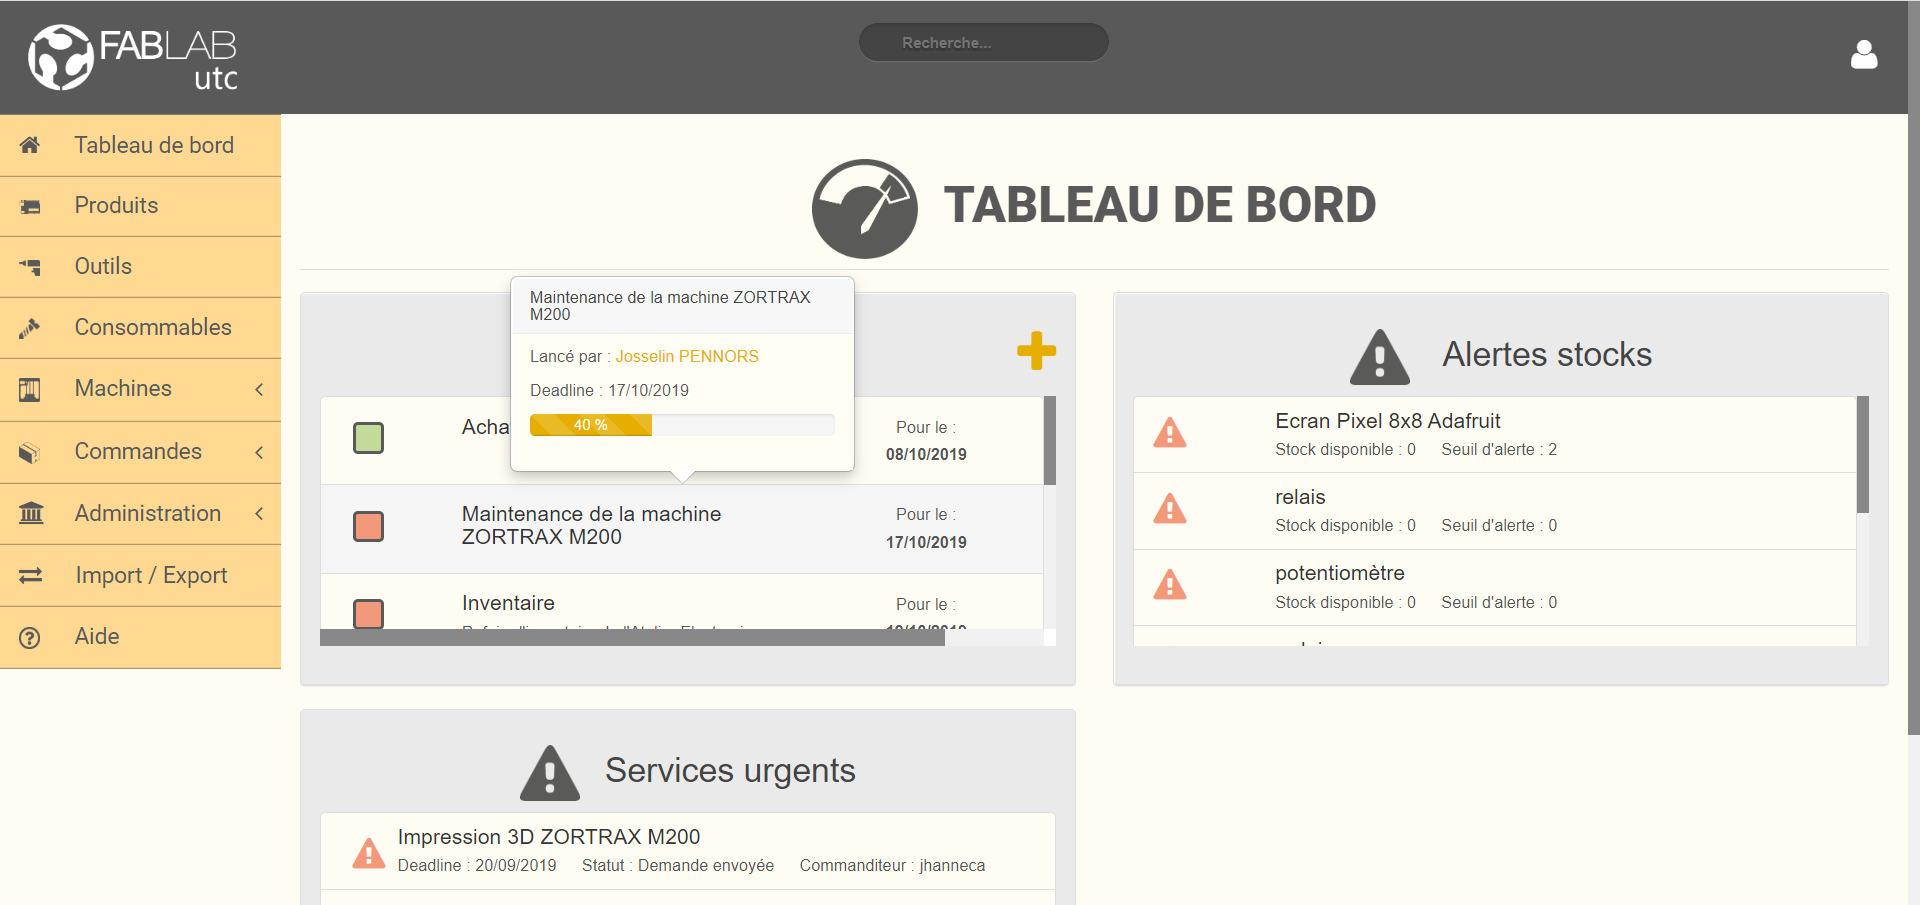 FABLAB
utc
Recherche...
Tableau de bord
Produits
Outils
Consommables
Machines
Commandes
Administration
Import / Export
Aide
TABLEAU DE BORD
Maintenance de la machine ZORTRAX
M200
Lancé par : Josselin PENNORS
Deadline : 17/10/2019
40 %
Acha
Pour le :
08/10/2019
Maintenance de la machine
ZORTRAX M200
Pour le :
17/10/2019
Inventaire
Pour le :
Alertes stocks
Ecran Pixel 8x8 Adafruit
Stock disponible : 0 Seuil d'alerte : 2
relais
Stock disponible : 0 Seuil d'alerte : 0
potentiomètre
Stock disponible : 0 Seuil d'alerte : 0
Services urgents
Impression 3D ZORTRAX M200
Deadline : 20/09/2019 Statut : Demande envoyée Commanditeur : jhanneca